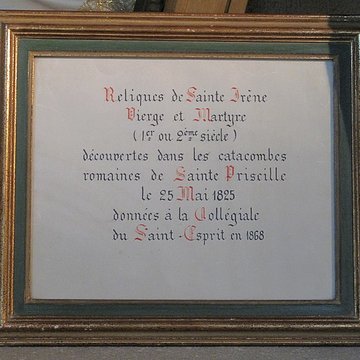 Reliques de Sainte Irène
Vierge et Martyre
(1er ou 2ème siècle)
découvertes dans les catacombes
romaines de Sainte Priscille
le 25 Mai 1825
données à la Collégiale
du Saint-Esprit en 1868